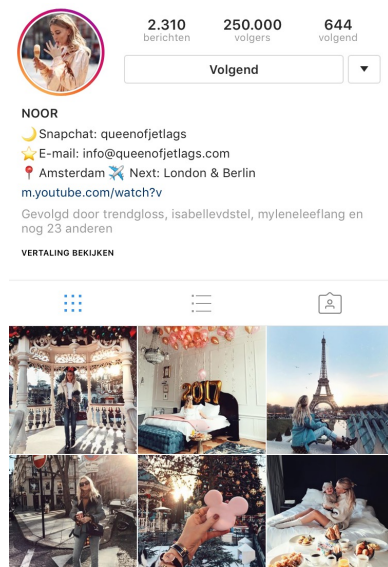 2.310 250.000 644
berichten volgers volgend
Volgend
NOOR
🌙Snapchat: queenofjetlags
⭐E-mail: info@queenofjetlags.com
📍Amsterdam ✈️ Next: London & Berlin
m.youtube.com/watch?v
Gevolgd door trendgloss, isabellevdstel, myleneleeflang en
nog 23 anderen
VERTALING BEKIJKEN
2017